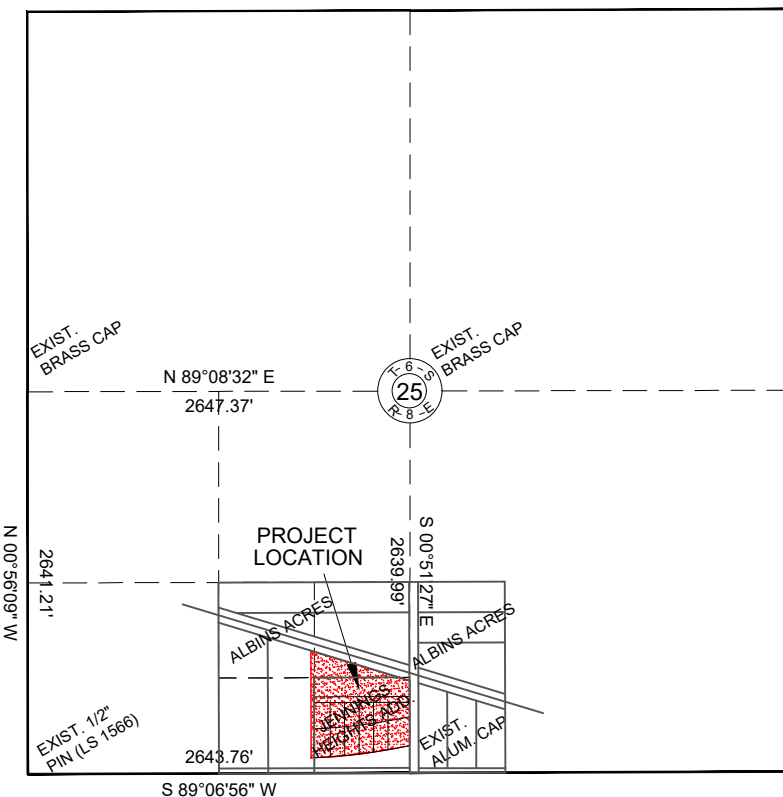 EXIST.
BRASS CAP
EXIST.
BRASS CAP
T-6-S
25
R-8-E
N 89°08'32" E
2647.37'
N 00°56'09" W
2641.21'
PROJECT
LOCATION
2639.99'
S 00°51'27" E
ALBINS ACRES
ALBINS ACRES
JENNINGS
HEIGHTS ADD.
EXIST.
ALUM. CAP
EXIST. 1/2"
PIN (LS 1566)
2643.76'
S 89°06'56" W